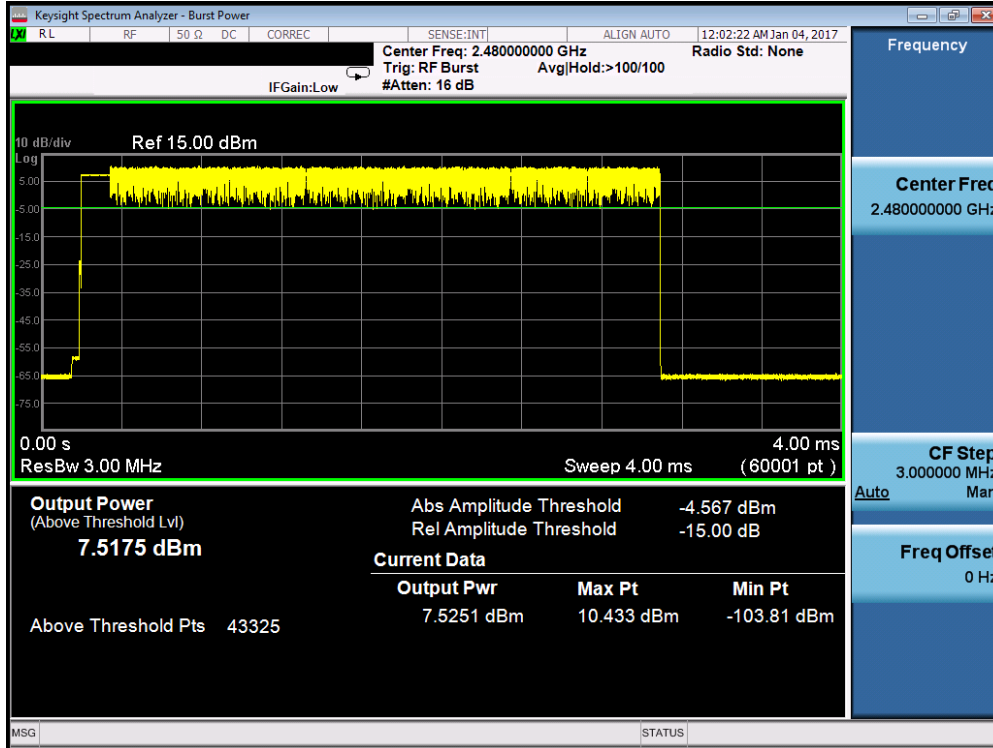 Keysight Spectrum Analyzer - Burst Power
LXI RL RF 50 Ω DC CORREC SENSE:INT ALIGN AUTO 12:02:22 AM Jan 04, 2017
Center Freq: 2.480000000 GHz Radio Std: None
Trig: RF Burst Avg|Hold:>100/100
IFGain:Low #Atten: 16 dB
Frequency
10 dB/div Ref 15.00 dBm
Log
5.00
-5.00
-15.0
-25.0
-35.0
-45.0
-55.0
-65.0
-75.0
0.00 s 4.00 ms
ResBw 3.00 MHz Sweep 4.00 ms (60001 pt)
Output Power
(Above Threshold Lvl)
7.5175 dBm
Above Threshold Pts 43325
Abs Amplitude Threshold -4.567 dBm
Rel Amplitude Threshold -15.00 dB
Current Data
Output Pwr Max Pt Min Pt
7.5251 dBm 10.433 dBm -103.81 dBm
Center Freq
2.480000000 GHz
CF Step
3.000000 MHz
Auto Man
Freq Offset
0 Hz
MSG STATUS